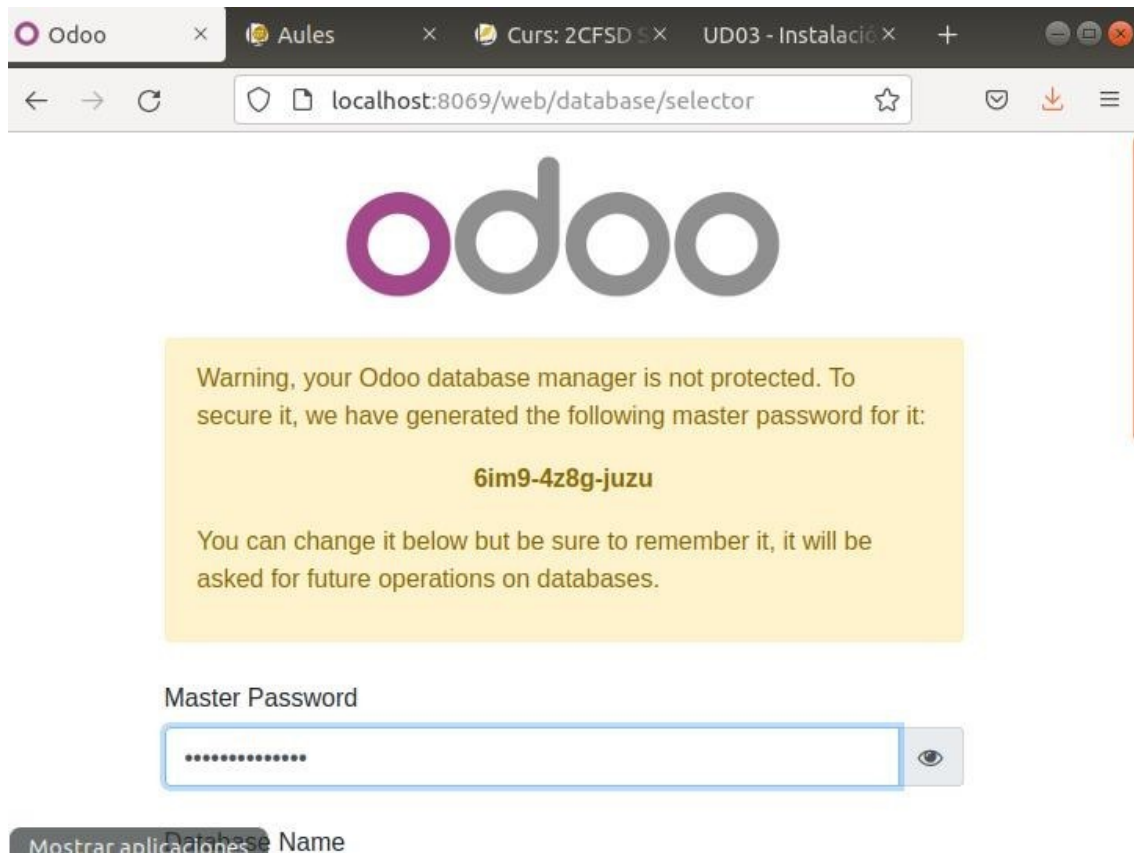 Odoo
Aules
Curs: 2CFSD S
UD03 - Instalació
localhost:8069/web/database/selector
odoo
Warning, your Odoo database manager is not protected. To
secure it, we have generated the following master password for it:
6im9-4z8g-juzu
You can change it below but be sure to remember it, it will be
asked for future operations on databases.
Master Password
Database Name
Mostrar aplicaciones